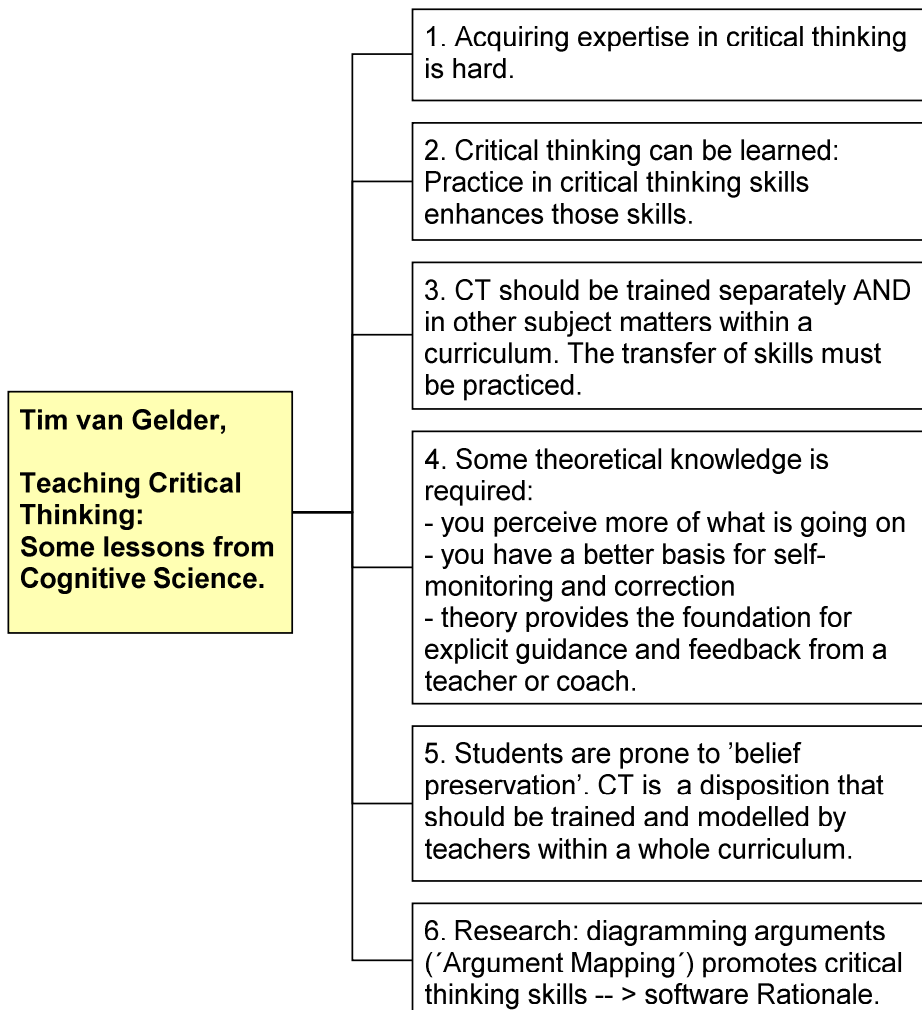 Tim van Gelder,
Teaching Critical
Thinking:
Some lessons from
Cognitive Science.
1. Acquiring expertise in critical thinking
is hard.
2. Critical thinking can be learned:
Practice in critical thinking skills
enhances those skills.
3. CT should be trained separately AND
in other subject matters within a
curriculum. The transfer of skills must
be practiced.
4. Some theoretical knowledge is
required:
- you perceive more of what is going on
- you have a better basis for self-
monitoring and correction
- theory provides the foundation for
explicit guidance and feedback from a
teacher or coach.
5. Students are prone to ’belief
preservation’. CT is  a disposition that
should be trained and modelled by
teachers within a whole curriculum.
6. Research: diagramming arguments
(´Argument Mapping´) promotes critical
thinking skills -- > software Rationale.